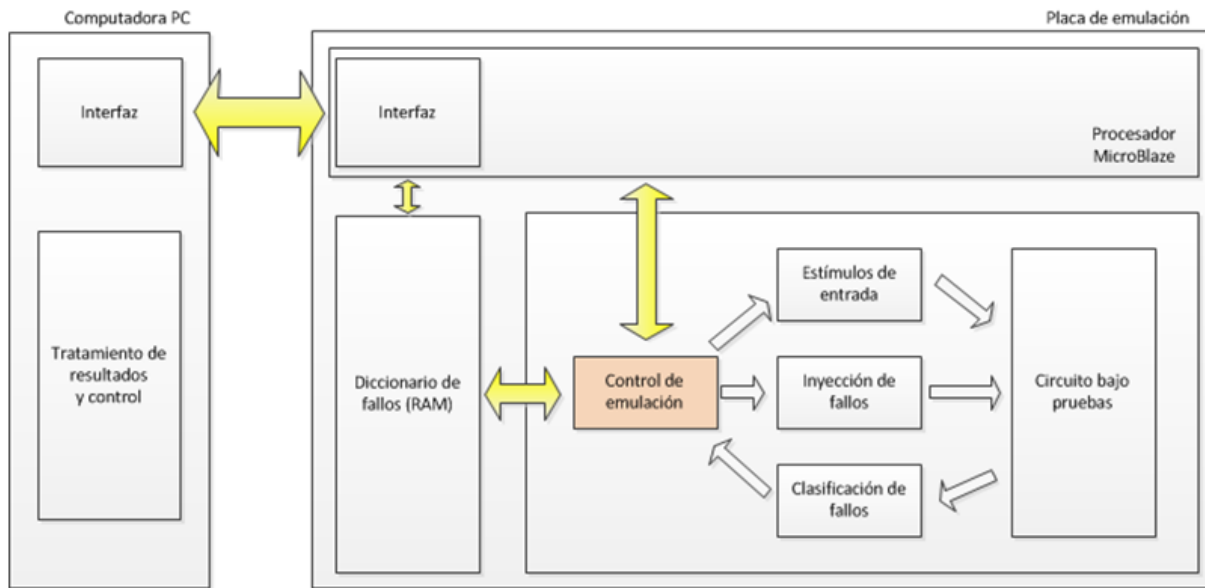 Computadora PC
Placa de emulación
Interfaz
Interfaz
Procesador
MicroBlaze
Tratamiento de
resultados
y control
Diccionario de
fallos (RAM)
Control de
emulación
Estímulos de
entrada
Inyección de
fallos
Clasificación de
fallos
Circuito bajo
pruebas